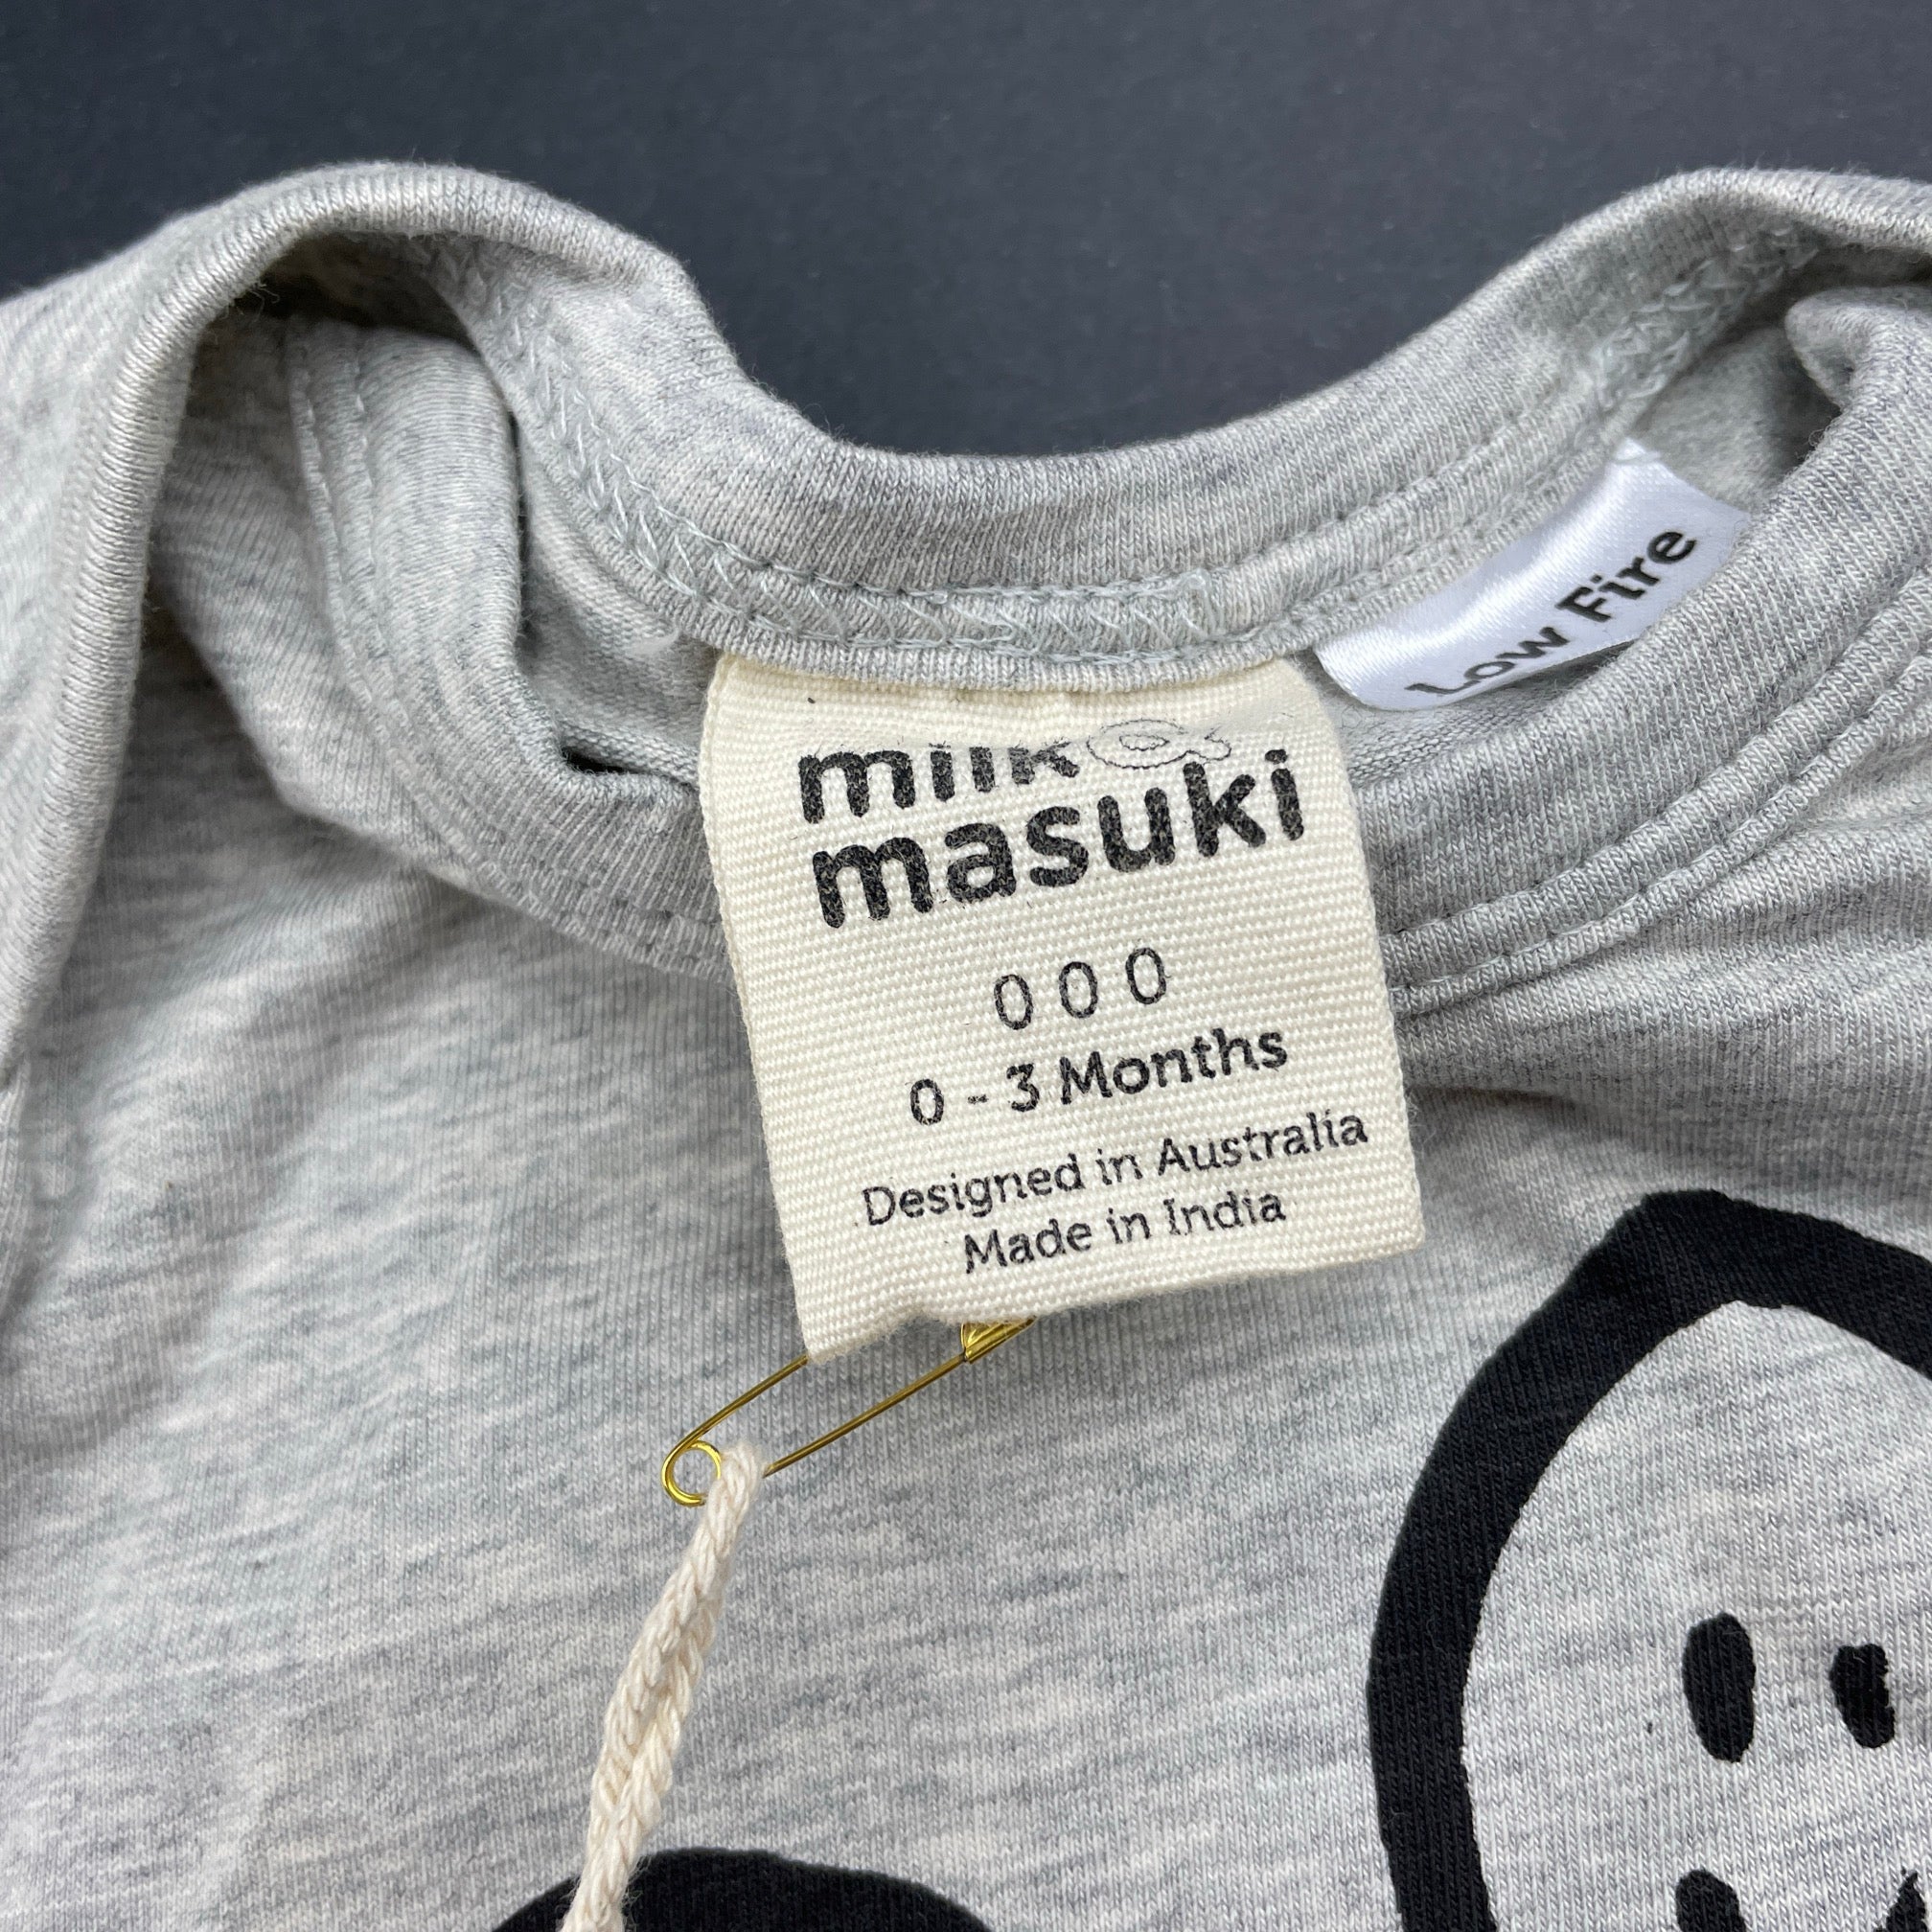 milk &
masuki
000
0 - 3 Months
Designed in Australia
Made in India
Low Fire